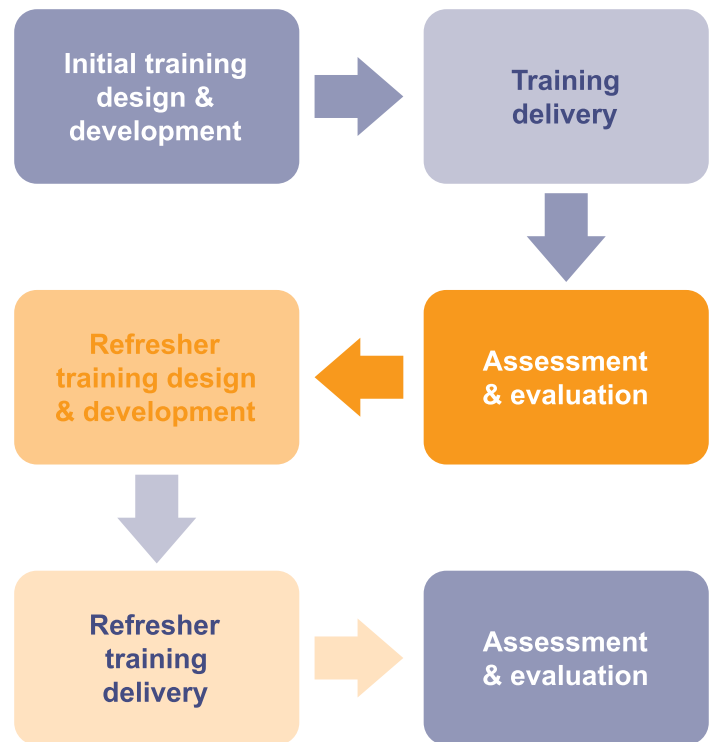 Initial training
design &
development
Training
delivery
Refresher
training design
& development
Assessment
& evaluation
Refresher
training
delivery
Assessment
& evaluation